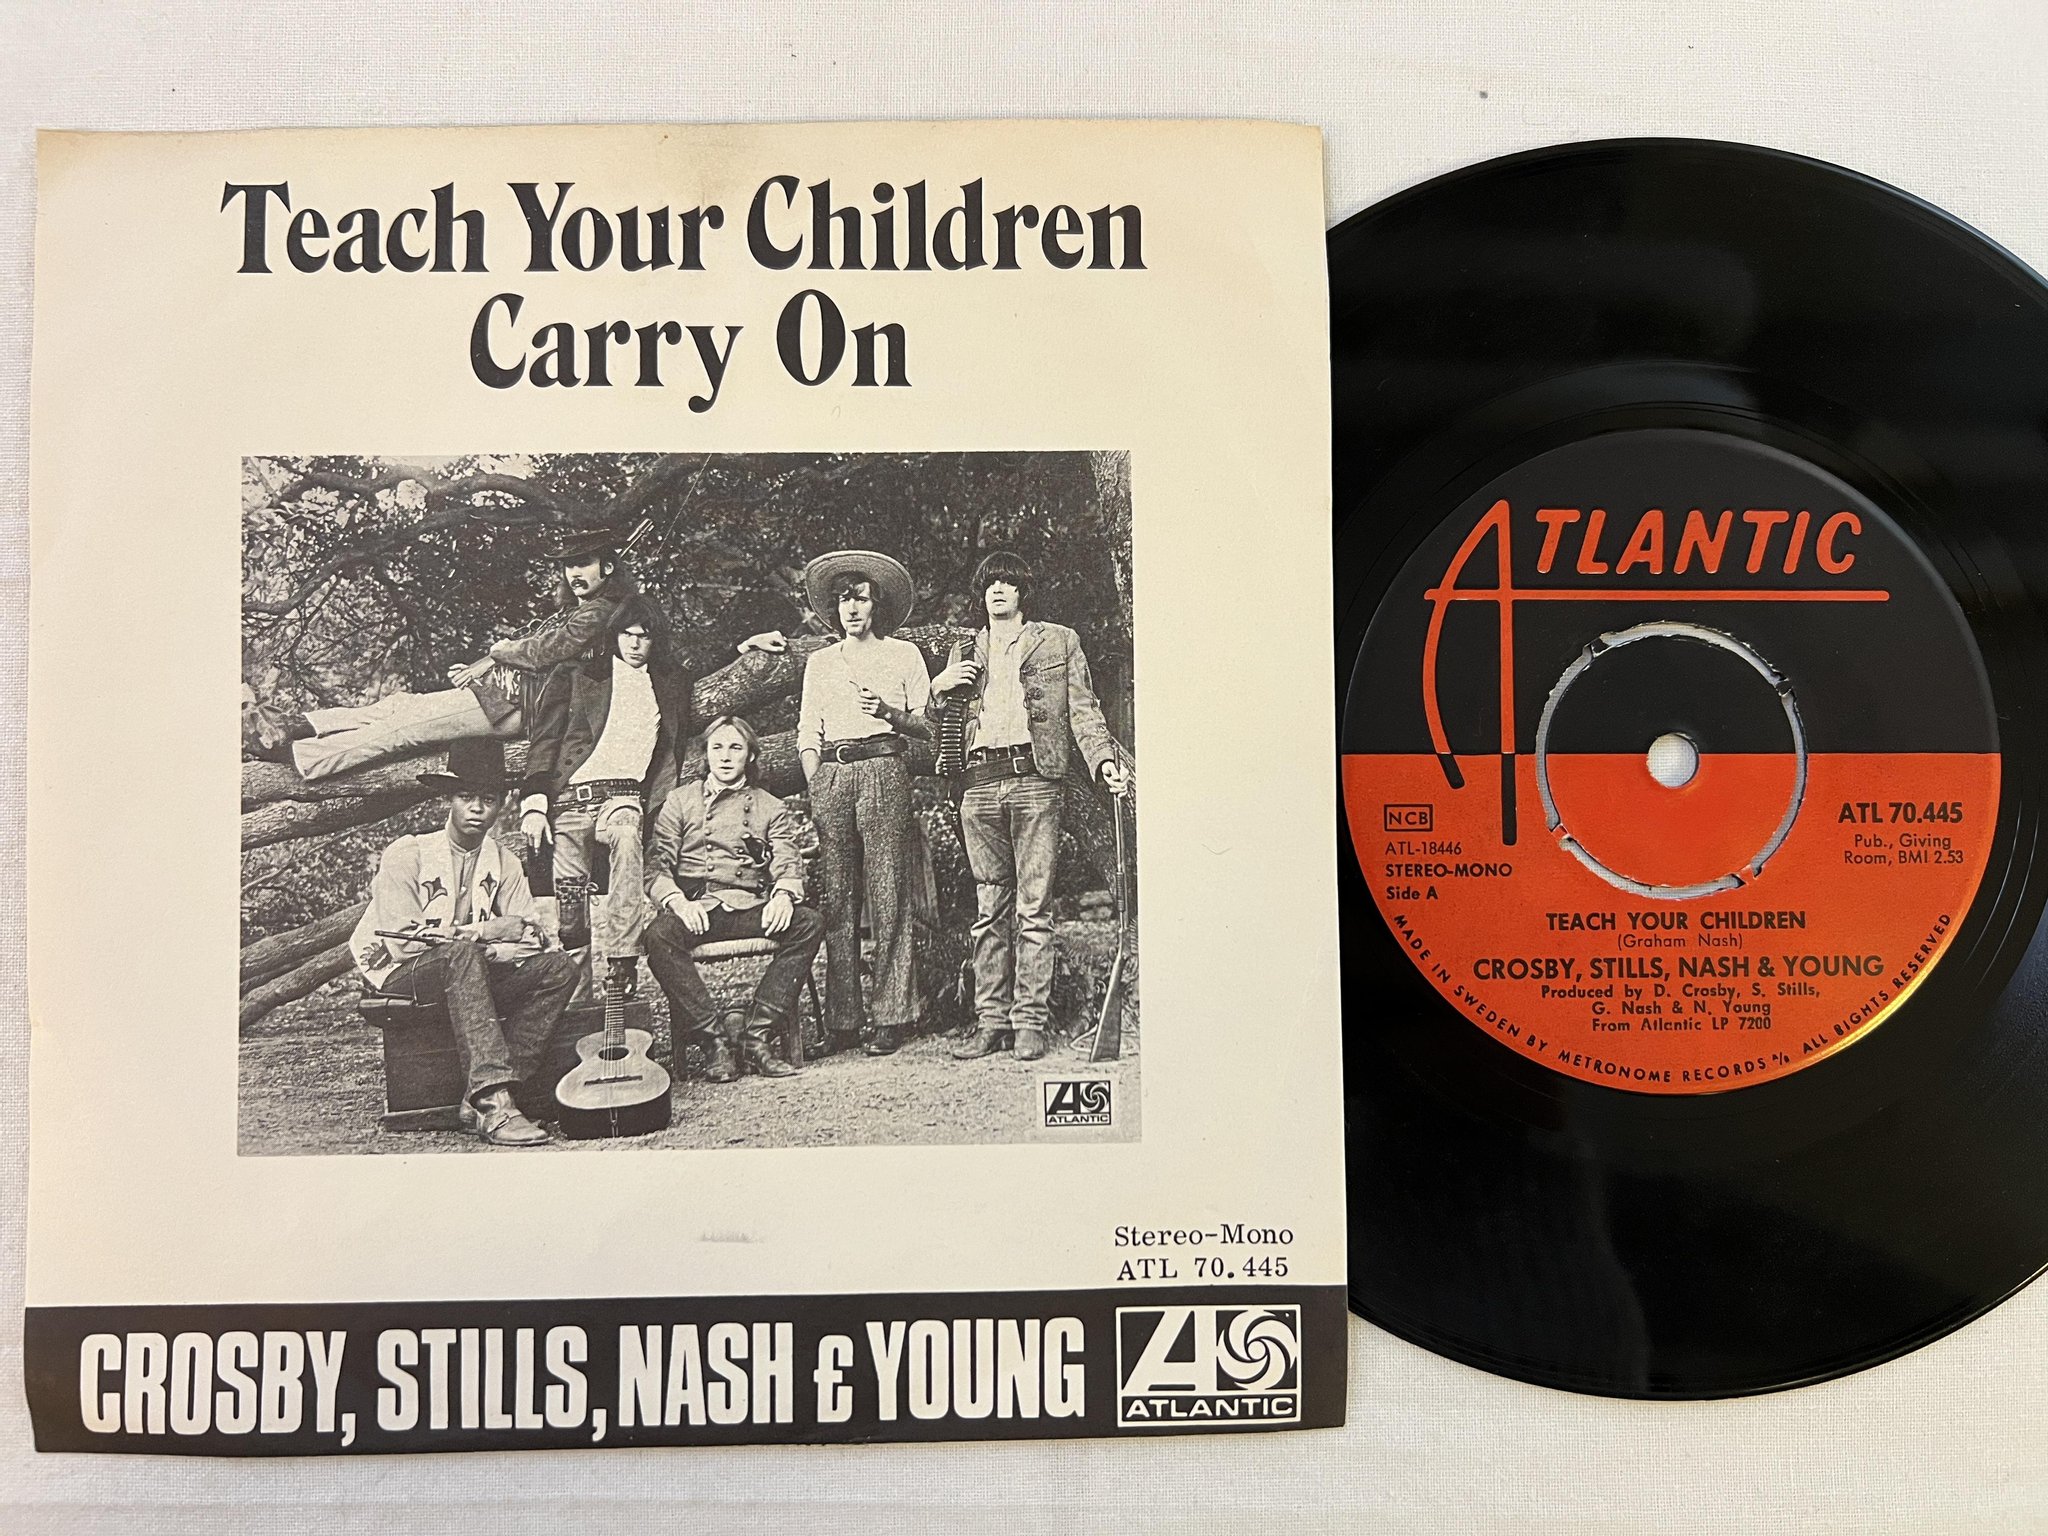 Teach Your Children
Carry On
ATLANTIC
Stereo-Mono
ATL 70.445
CROSBY, STILLS, NASH & YOUNG
ATLANTIC
ATLANTIC
NCB
ATL-18446
STEREO-MONO
Side A
ATL 70.445
Pub., Giving
Room, BMI 2.53
TEACH YOUR CHILDREN
(Graham Nash)
CROSBY, STILLS, NASH & YOUNG
Produced by D. Crosby, S. Stills,
G. Nash & N. Young
From Atlantic LP 7200
MADE IN SWEDEN BY METRONOME RECORDS A/S ALL RIGHTS RESERVED